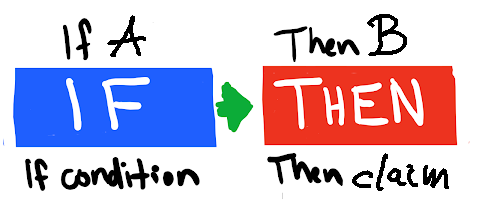 If A
Then B
IF
THEN
If condition
Then claim